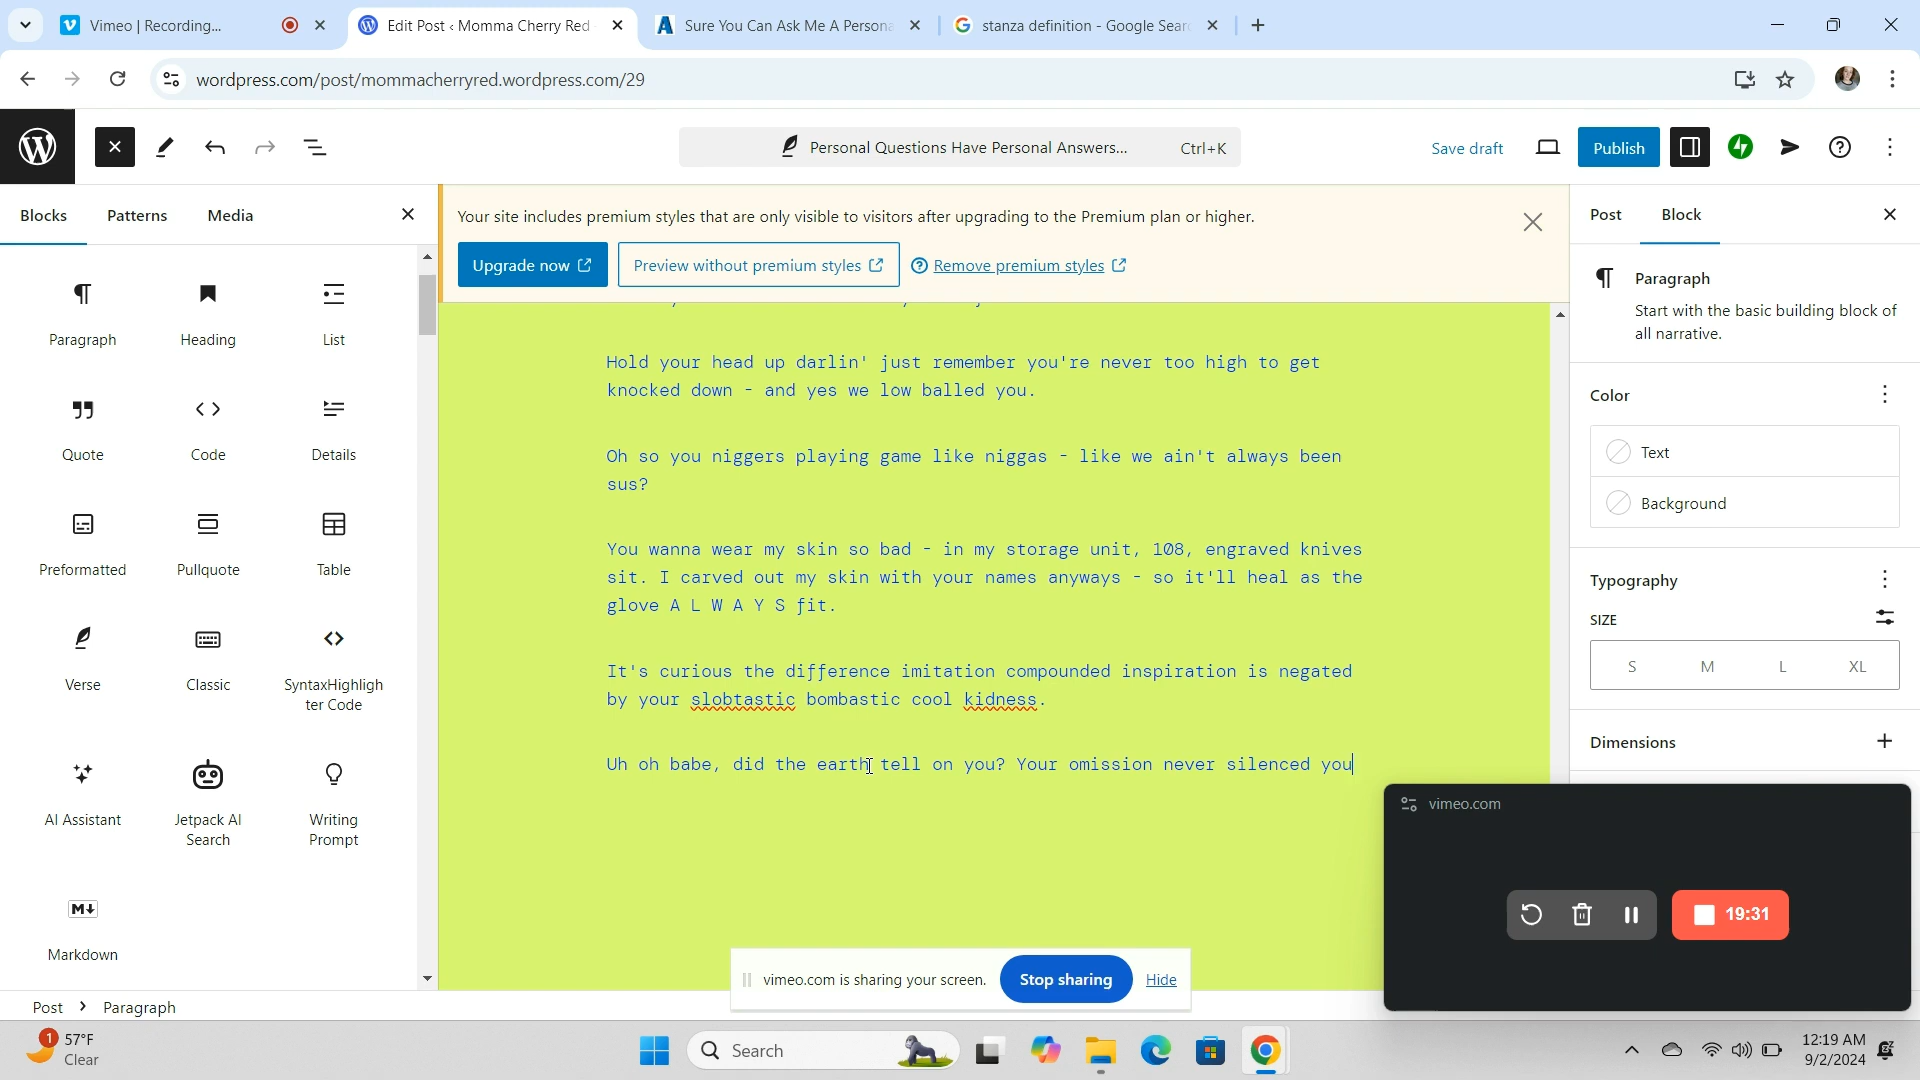 Vimeo | Recording...
Edit Post ‹ Momma Cherry Red
Sure You Can Ask Me A Persona
stanza definition - Google Sear
wordpress.com/post/mommacherryred.wordpress.com/29
Personal Questions Have Personal Answers... Ctrl+K
Save draft
Publish
Blocks Patterns Media
Paragraph Heading List
Quote Code Details
Preformatted Pullquote Table
Verse Classic SyntaxHighligh
ter Code
AI Assistant Jetpack AI Writing
Search Prompt
M↓
Markdown
Your site includes premium styles that are only visible to visitors after upgrading to the Premium plan or higher.
Upgrade now Preview without premium styles Remove premium styles
Hold your head up darlin' just remember you're never too high to get
knocked down - and yes we low balled you.
Oh so you niggers playing game like niggas - like we ain't always been
sus?
You wanna wear my skin so bad - in my storage unit, 108, engraved knives
sit. I carved out my skin with your names anyways - so it'll heal as the
glove A L W A Y S fit.
It's curious the difference imitation compounded inspiration is negated
by your slobtastic bombastic cool kidness.
Uh oh babe, did the earth tell on you? Your omission never silenced you
Post Block
Paragraph
Start with the basic building block of
all narrative.
Color
Text
Background
Typography
SIZE
S M L XL
Dimensions
vimeo.com
19:31
vimeo.com is sharing your screen. Stop sharing Hide
Post › Paragraph
1
57°F
Clear
Search
12:19 AM
9/2/2024